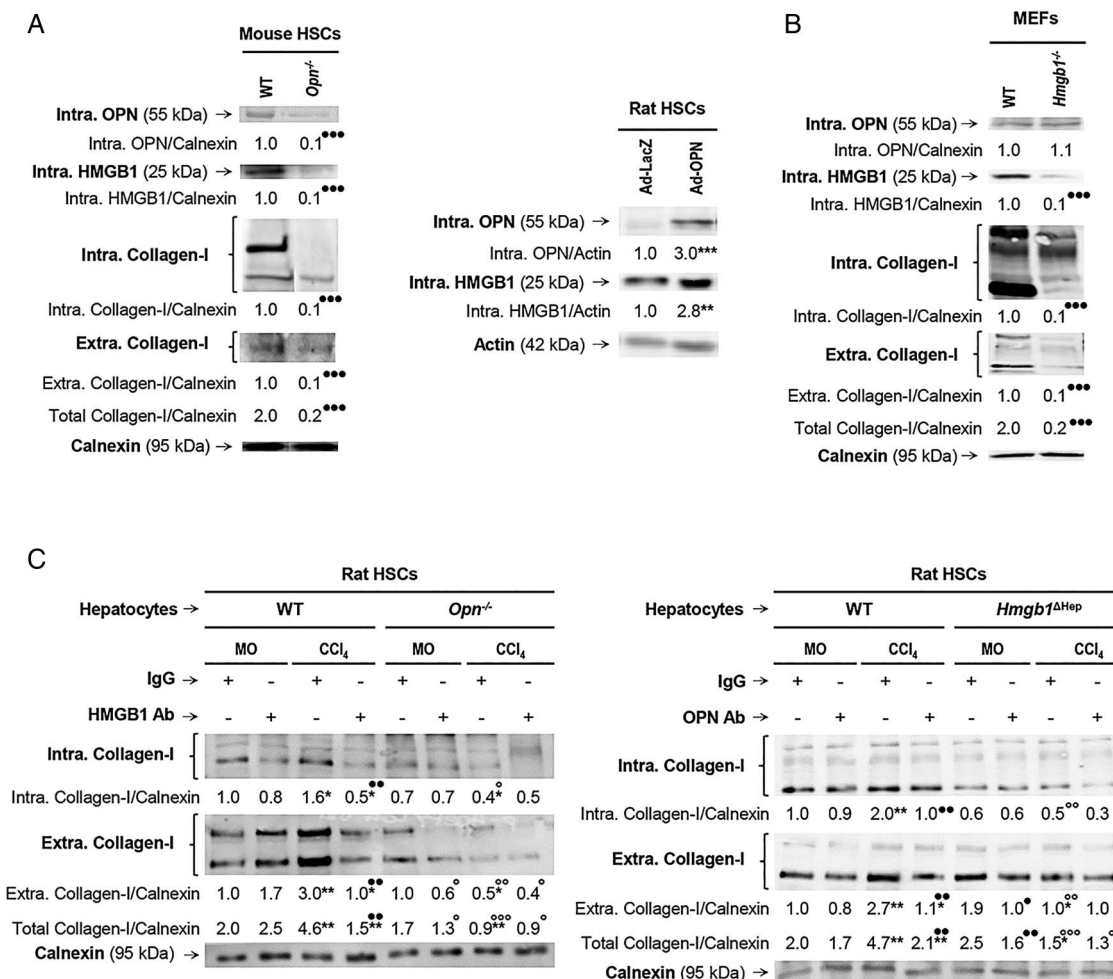 A
Mouse HSCs
WT Opn-/-
Intra. OPN (55 kDa) →
Intra. OPN/Calnexin 1.0 0.1•••
Intra. HMGB1 (25 kDa) →
Intra. HMGB1/Calnexin 1.0 0.1•••
Intra. Collagen-I
Intra. Collagen-I/Calnexin 1.0 0.1•••
Extra. Collagen-I
Extra. Collagen-I/Calnexin 1.0 0.1•••
Total Collagen-I/Calnexin 2.0 0.2•••
Calnexin (95 kDa) →
Rat HSCs
Ad-LacZ Ad-OPN
Intra. OPN (55 kDa) →
Intra. OPN/Actin 1.0 3.0***
Intra. HMGB1 (25 kDa) →
Intra. HMGB1/Actin 1.0 2.8**
Actin (42 kDa) →
B
MEFs
WT Hmgb1-/-
Intra. OPN (55 kDa) →
Intra. OPN/Calnexin 1.0 1.1
Intra. HMGB1 (25 kDa) →
Intra. HMGB1/Calnexin 1.0 0.1•••
Intra. Collagen-I
Intra. Collagen-I/Calnexin 1.0 0.1•••
Extra. Collagen-I
Extra. Collagen-I/Calnexin 1.0 0.1•••
Total Collagen-I/Calnexin 2.0 0.2•••
Calnexin (95 kDa) →
C
Rat HSCs
Hepatocytes → WT Opn-/-
MO CCl4 MO CCl4
IgG → + - + - + - + -
HMGB1 Ab → - + - + - + - +
Intra. Collagen-I
Intra. Collagen-I/Calnexin 1.0 0.8 1.6* 0.5*•• 0.7 0.7 0.4*° 0.5
Extra. Collagen-I
Extra. Collagen-I/Calnexin 1.0 1.7 3.0** 1.0*•• 1.0 0.6° 0.5*°° 0.4°
Total Collagen-I/Calnexin 2.0 2.5 4.6** 1.5**•• 1.7 1.3° 0.9**°°° 0.9°
Calnexin (95 kDa) →
Rat HSCs
Hepatocytes → WT Hmgb1ΔHep
MO CCl4 MO CCl4
IgG → + - + - + - + -
OPN Ab → - + - + - + - +
Intra. Collagen-I
Intra. Collagen-I/Calnexin 1.0 0.9 2.0** 1.0•• 0.6 0.6 0.5°° 0.3
Extra. Collagen-I
Extra. Collagen-I/Calnexin 1.0 0.8 2.7** 1.1*•• 1.9 1.0• 1.0*°° 1.0
Total Collagen-I/Calnexin 2.0 1.7 4.7** 2.1**•• 2.5 1.6•• 1.5*°°° 1.3°
Calnexin (95 kDa) →